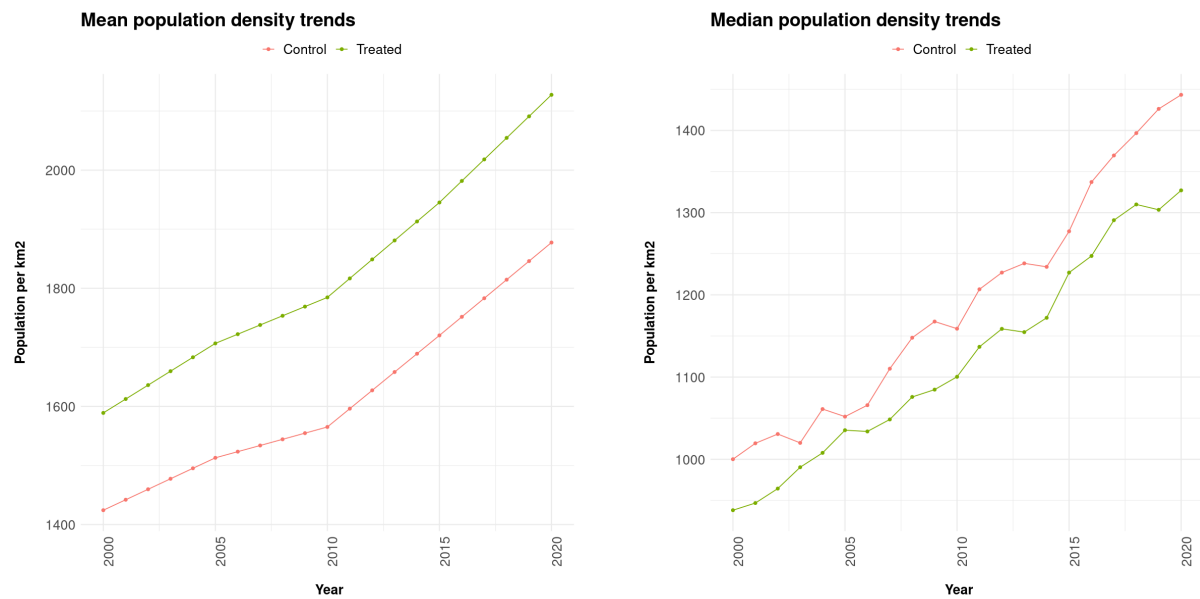 Mean population density trends
Control Treated
Population per km2
2000
1800
1600
1400
2000 2005 2010 2015 2020
Year
Median population density trends
Control Treated
Population per km2
1400
1300
1200
1100
1000
2000 2005 2010 2015 2020
Year